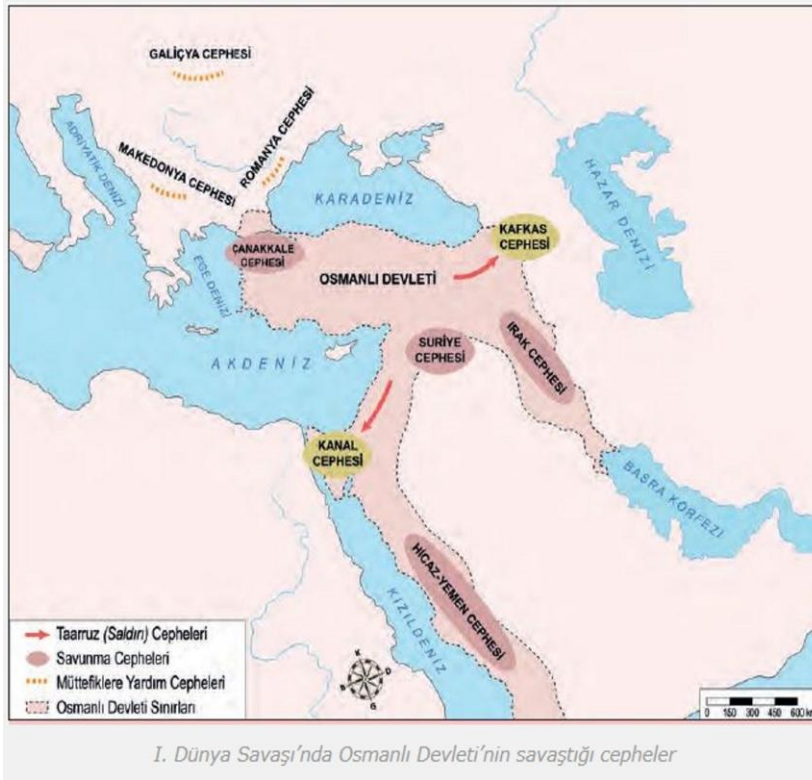 GALİÇYA CEPHESİ
MAKEDONYA CEPHESİ
ROMANYA CEPHESİ
ADRİYATİK DENİZİ
KARADENİZ
HAZAR DENİZİ
KAFKAS
CEPHESİ
ÇANAKKALE
CEPHESİ
EGE DENİZİ
OSMANLI DEVLETİ
SURİYE
CEPHESİ
IRAK CEPHESİ
AKDENİZ
KANAL
CEPHESİ
BASRA KÖRFEZİ
HİCAZ-YEMEN CEPHESİ
KIZILDENİZ
Taarruz (Saldırı) Cepheleri
Savunma Cepheleri
Müttefiklere Yardım Cepheleri
Osmanlı Devleti Sınırları
K
D
B
G
0 150 300 450 600 km
I. Dünya Savaşı’nda Osmanlı Devleti’nin savaştığı cepheler